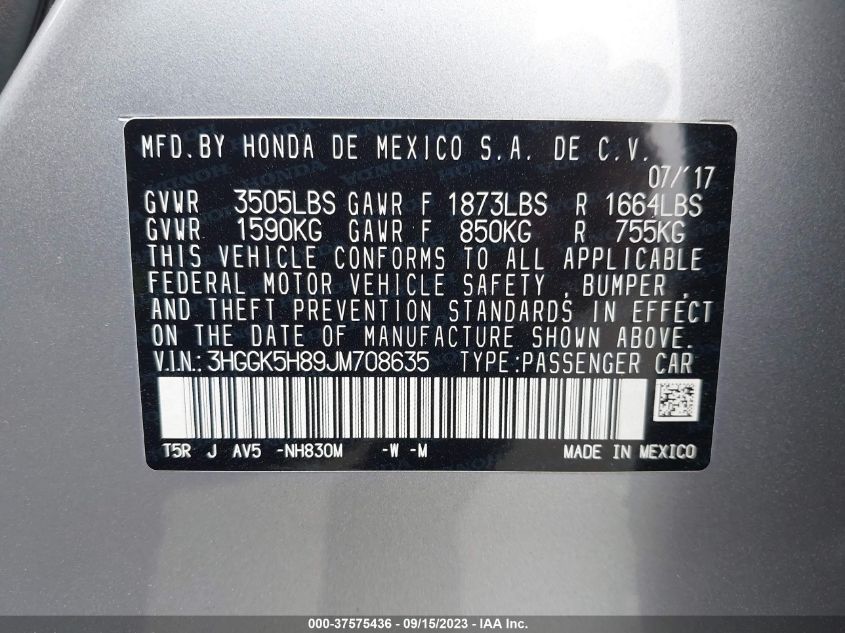 MFD. BY HONDA DE MEXICO S.A. DE C.V.
07/'17
GVWR 3505LBS GAWR F 1873LBS R 1664LBS
GVWR 1590KG GAWR F 850KG R 755KG
THIS VEHICLE CONFORMS TO ALL APPLICABLE
FEDERAL MOTOR VEHICLE SAFETY , BUMPER ,
AND THEFT PREVENTION STANDARDS IN EFFECT
ON THE DATE OF MANUFACTURE SHOWN ABOVE.
V.I.N.:3HGGK5H89JM708635 TYPE:PASSENGER CAR
T5R J AV5 -NH830M -W -M MADE IN MEXICO
000-37575436 - 09/15/2023 - IAA Inc.